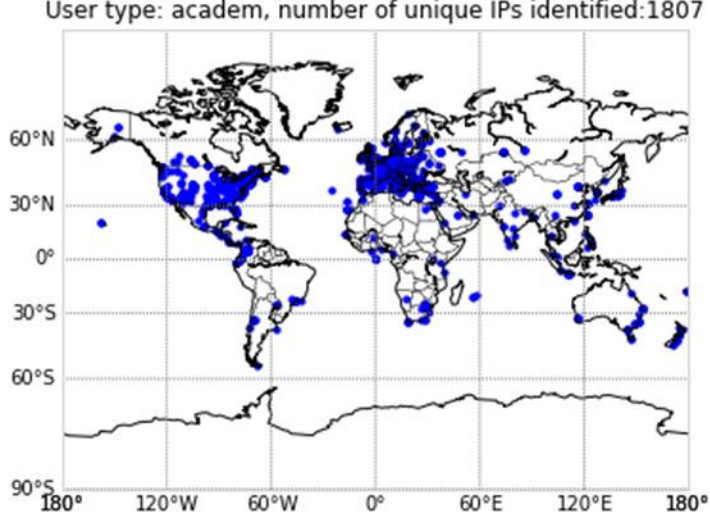 User type: academ, number of unique IPs identified:1807
60°N
30°N
0°
30°S
60°S
90°S
180° 120°W 60°W 0° 60°E 120°E 180°